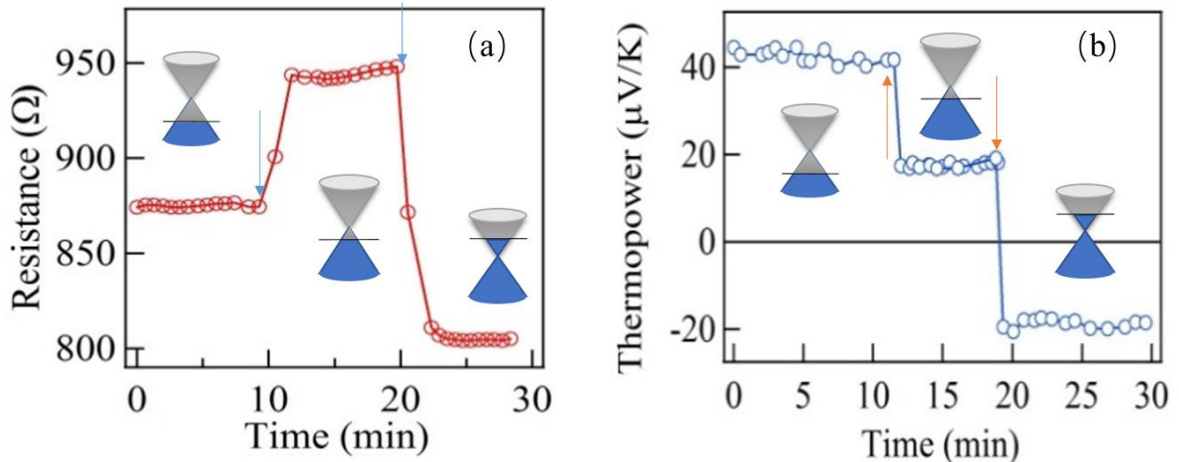 (a)
Resistance (Ω)
950
900
850
800
0 10 20 30
Time (min)
(b)
Thermopower (μV/K)
40
20
0
-20
0 5 10 15 20 25 30
Time (min)